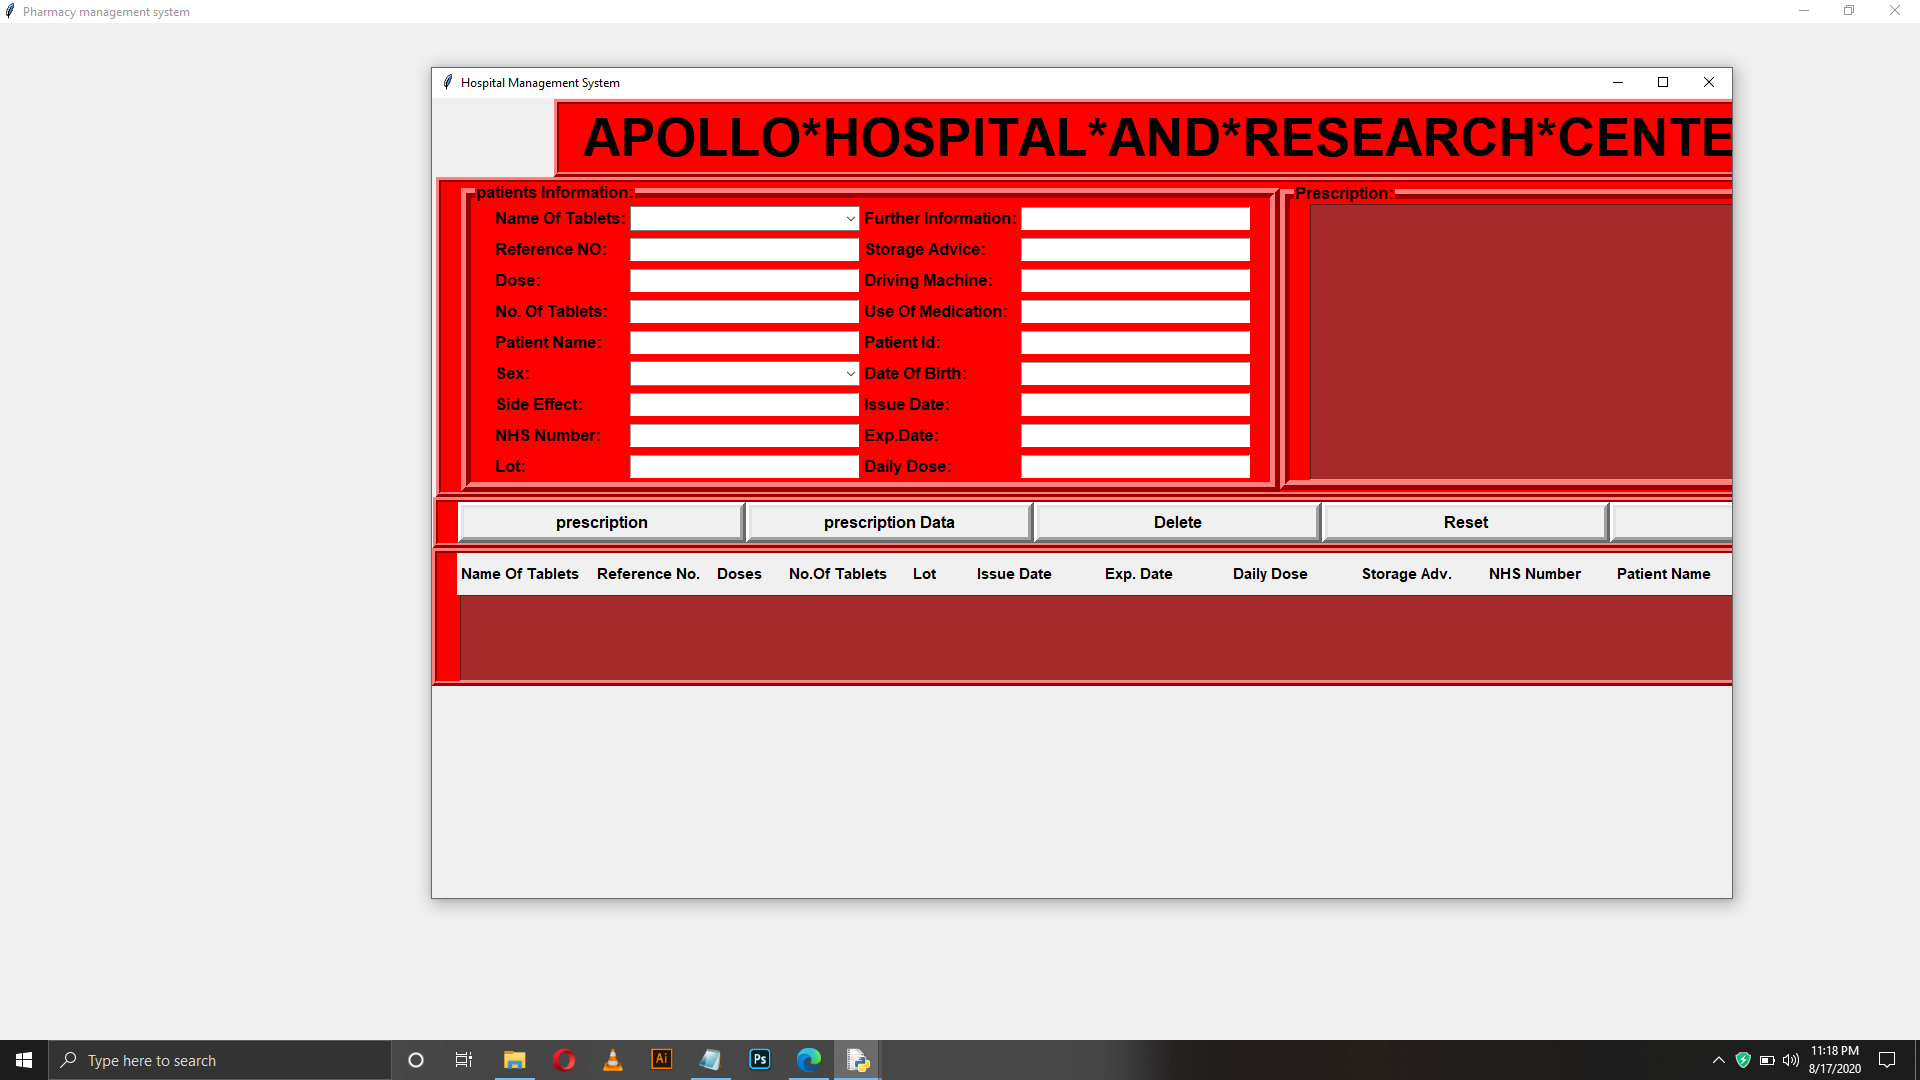 Pharmacy management system
Hospital Management System
APOLLO*HOSPITAL*AND*RESEARCH*CENTE
patients Information:
Prescription:
Name Of Tablets: Further Information:
Reference NO: Storage Advice:
Dose: Driving Machine:
No. Of Tablets: Use Of Medication:
Patient Name: Patient Id:
Sex: Date Of Birth:
Side Effect: Issue Date:
NHS Number: Exp.Date:
Lot: Daily Dose:
prescription prescription Data Delete Reset
Name Of Tablets Reference No. Doses No.Of Tablets Lot Issue Date Exp. Date Daily Dose Storage Adv. NHS Number Patient Name
Type here to search
Ai
Ps
11:18 PM
8/17/2020